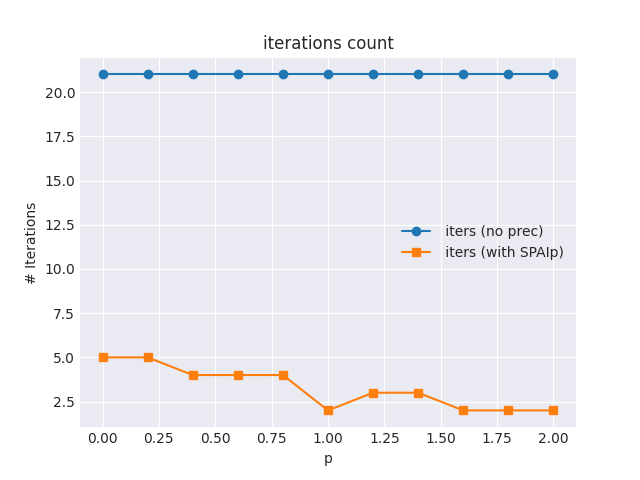 iterations count
20.0
17.5
15.0
12.5
10.0
7.5
5.0
2.5
# Iterations
iters (no prec)
iters (with SPAIp)
0.00 0.25 0.50 0.75 1.00 1.25 1.50 1.75 2.00
p